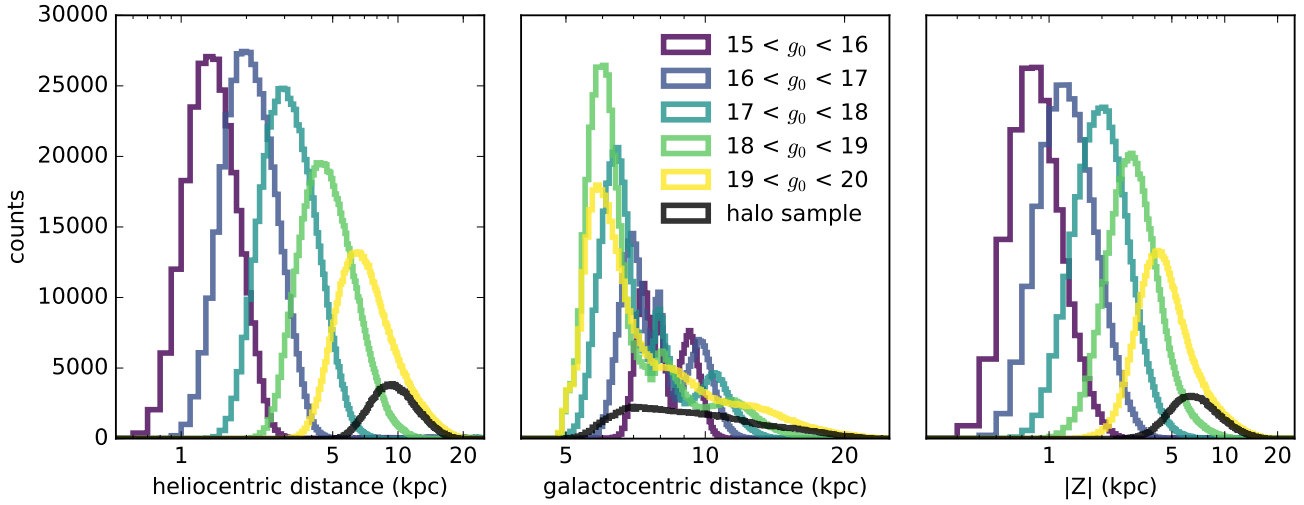 30000
25000
20000
15000
10000
5000
0
counts
1 5 10 20
heliocentric distance (kpc)
15 < g₀ < 16
16 < g₀ < 17
17 < g₀ < 18
18 < g₀ < 19
19 < g₀ < 20
halo sample
5 10 20
galactocentric distance (kpc)
1 5 10 20
|Z| (kpc)